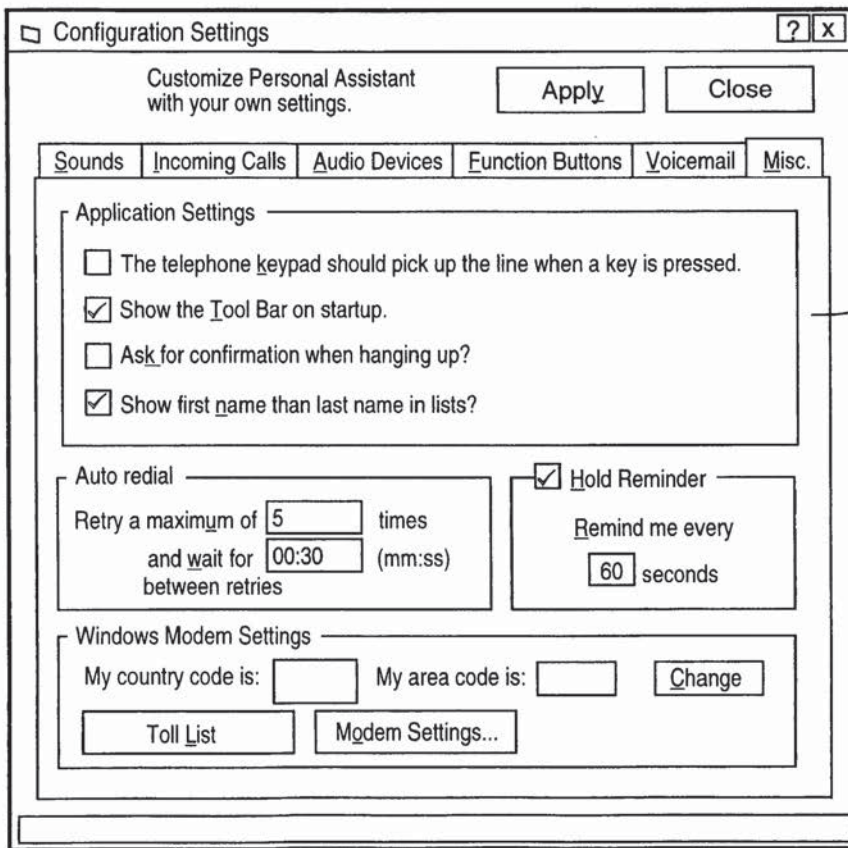 Configuration Settings ? X
Customize Personal Assistant
with your own settings.
Apply Close
Sounds Incoming Calls Audio Devices Function Buttons Voicemail Misc.
Application Settings
The telephone keypad should pick up the line when a key is pressed.
Show the Tool Bar on startup.
Ask for confirmation when hanging up?
Show first name than last name in lists?
Auto redial
Retry a maximum of 5 times
and wait for 00:30 (mm:ss)
between retries
Hold Reminder
Remind me every
60 seconds
Windows Modem Settings
My country code is: My area code is: Change
Toll List Modem Settings...